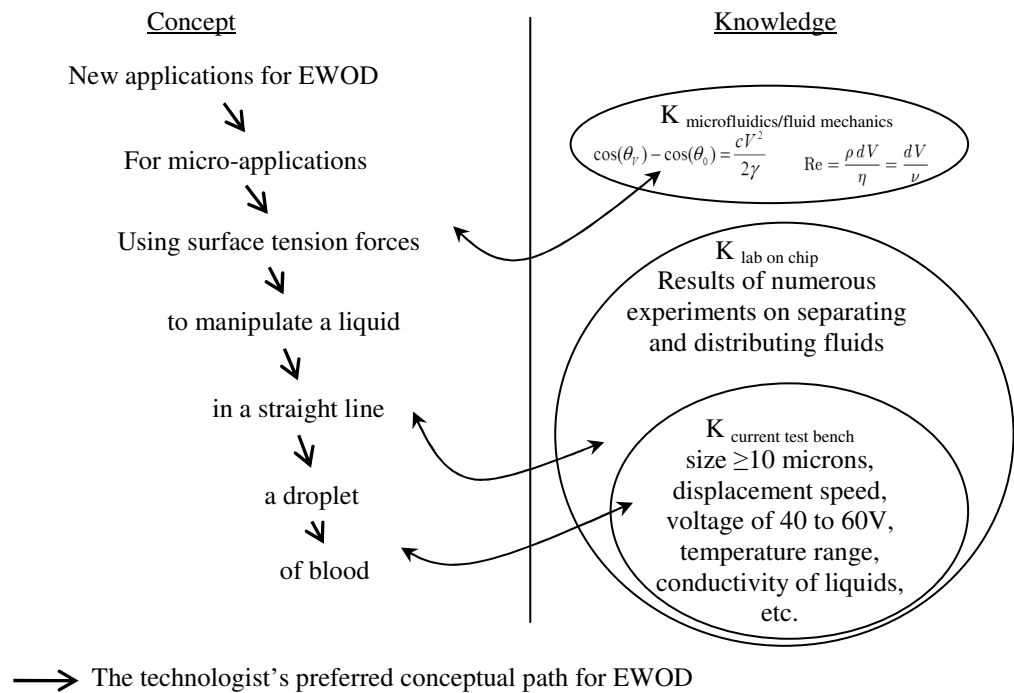 Concept
New applications for EWOD
For micro-applications
Using surface tension forces
to manipulate a liquid
in a straight line
a droplet
of blood
Knowledge
K microfluidics/fluid mechanics
cos(θ_V) − cos(θ_0) = cV² / 2γ
Re = ρ dV / η = dV / ν
K lab on chip
Results of numerous
experiments on separating
and distributing fluids
K current test bench
size ≥10 microns,
displacement speed,
voltage of 40 to 60V,
temperature range,
conductivity of liquids,
etc.
The technologist’s preferred conceptual path for EWOD